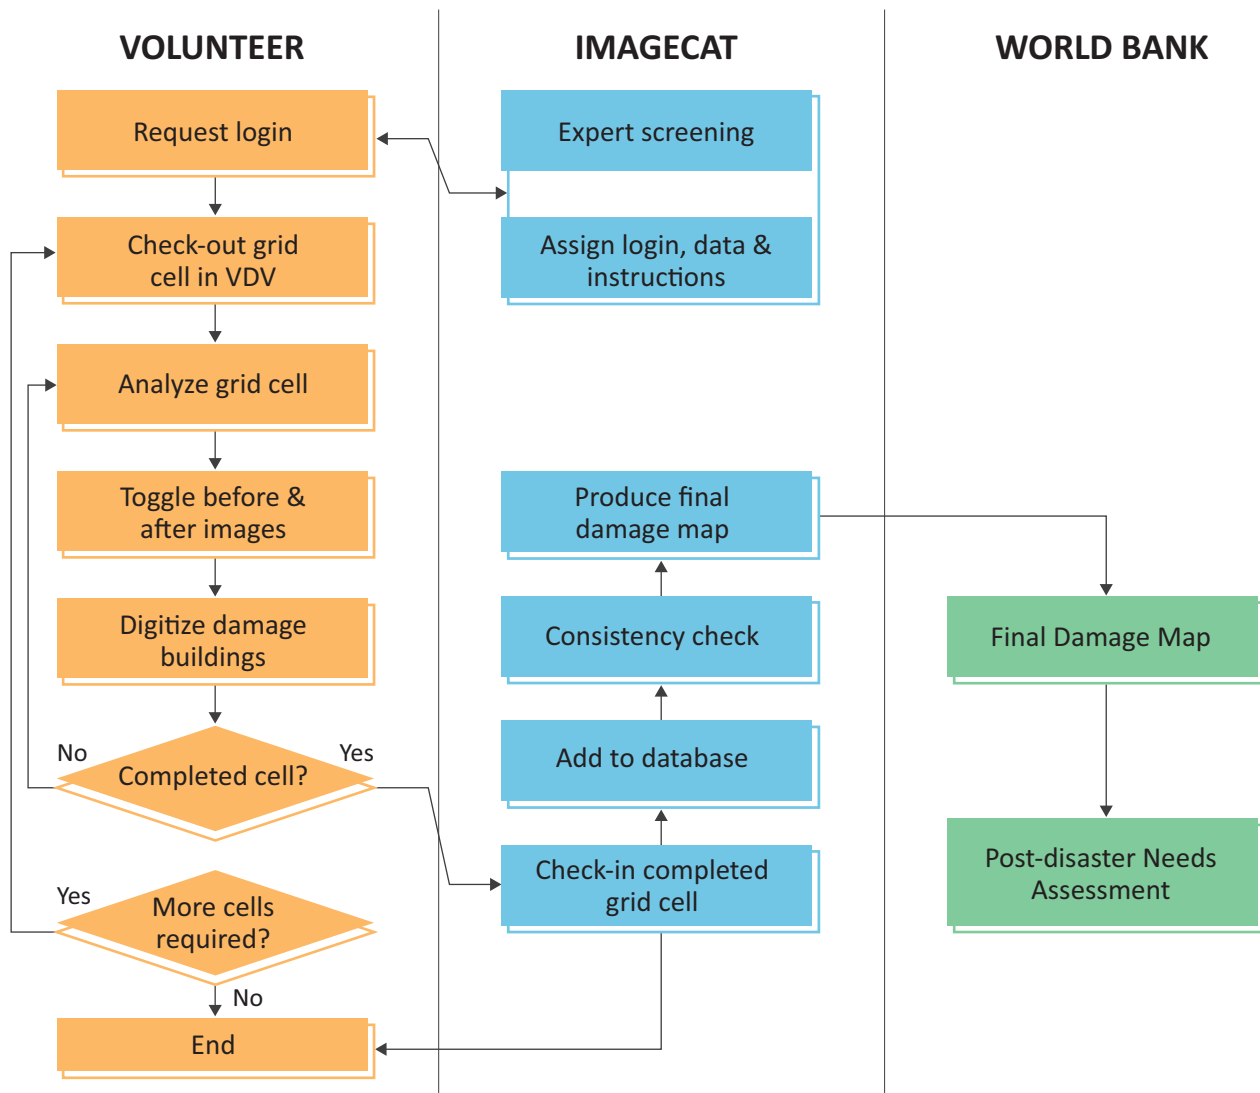 VOLUNTEER
Request login
Check-out grid
cell in VDV
Analyze grid cell
Toggle before &
after images
Digitize damage
buildings
No
Yes
Completed cell?
Yes
More cells
required?
No
End
IMAGECAT
Expert screening
Assign login, data &
instructions
Produce final
damage map
Consistency check
Add to database
Check-in completed
grid cell
WORLD BANK
Final Damage Map
Post-disaster Needs
Assessment